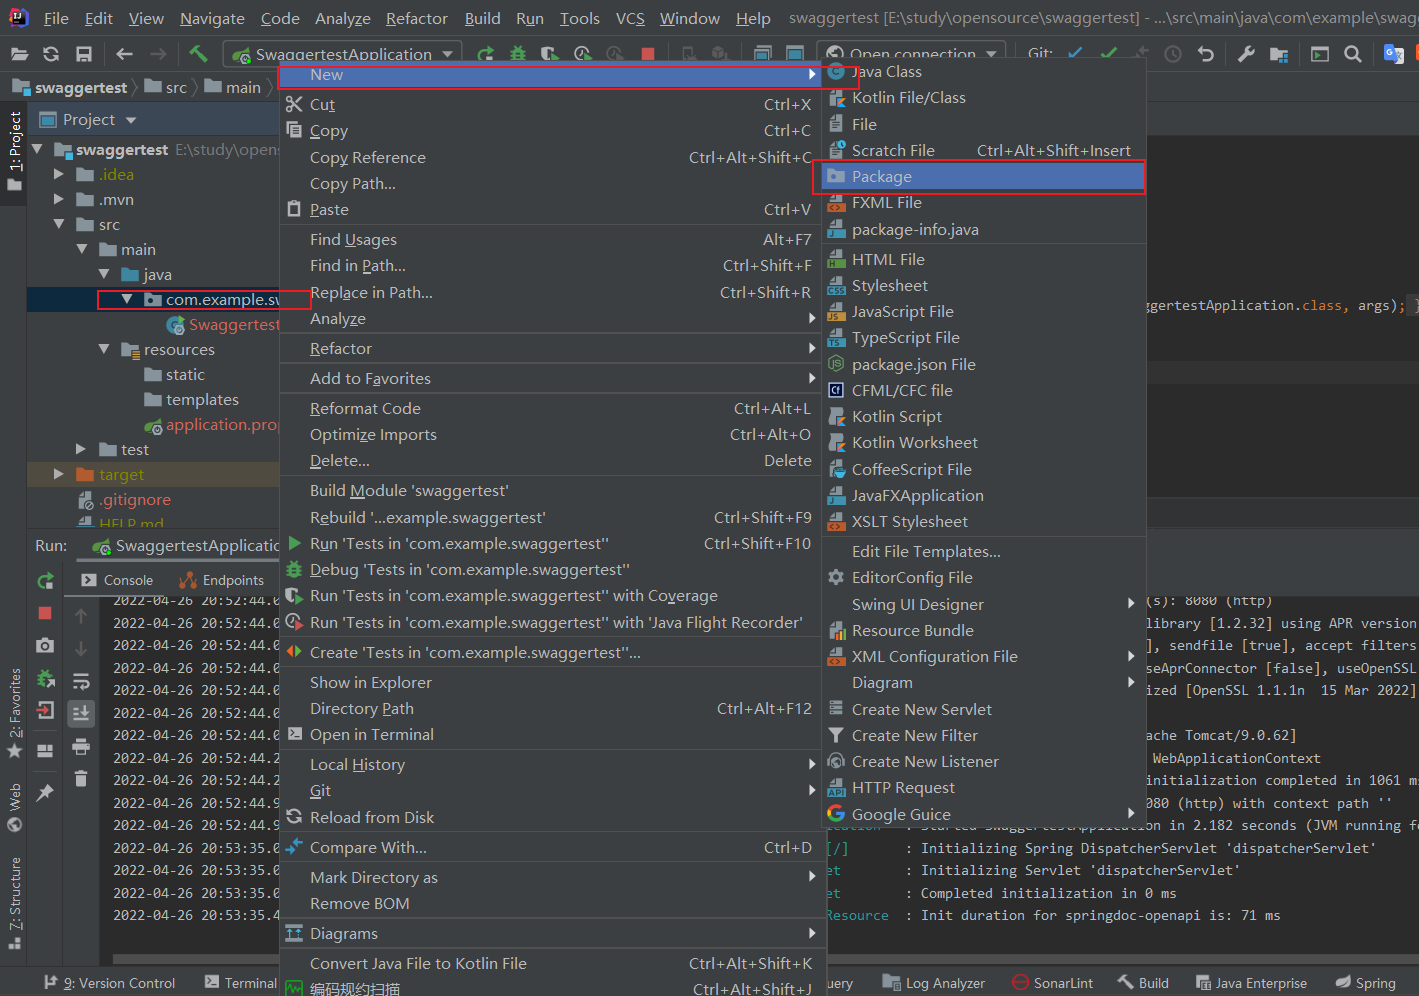 File Edit View Navigate Code Analyze Refactor Build Run Tools VCS Window Help swaggertest [E:\study\opensource\swaggertest] - ...\src\main\java\com\example\swagg
SwaggertestApplication Open connection Git:
swaggertest src main
Project
swaggertest E:\study\opens
.idea
.mvn
src
main
java
com.example.sw
Swaggertest
resources
static
templates
application.prop
test
target
.gitignore
HELP.md
1: Project
2: Favorites
Web
7: Structure
New
Cut Ctrl+X
Copy Ctrl+C
Copy Reference Ctrl+Alt+Shift+C
Copy Path...
Paste Ctrl+V
Find Usages Alt+F7
Find in Path... Ctrl+Shift+F
Replace in Path... Ctrl+Shift+R
Analyze
Refactor
Add to Favorites
Reformat Code Ctrl+Alt+L
Optimize Imports Ctrl+Alt+O
Delete... Delete
Build Module 'swaggertest'
Rebuild '...example.swaggertest' Ctrl+Shift+F9
Run 'Tests in 'com.example.swaggertest'' Ctrl+Shift+F10
Debug 'Tests in 'com.example.swaggertest''
Run 'Tests in 'com.example.swaggertest'' with Coverage
Run 'Tests in 'com.example.swaggertest'' with 'Java Flight Recorder'
Create 'Tests in 'com.example.swaggertest''...
Show in Explorer
Directory Path Ctrl+Alt+F12
Open in Terminal
Local History
Git
Reload from Disk
Compare With... Ctrl+D
Mark Directory as
Remove BOM
Diagrams
Convert Java File to Kotlin File Ctrl+Alt+Shift+K
编码规约扫描 Ctrl+Alt+Shift+J
Java Class
Kotlin File/Class
File
Scratch File Ctrl+Alt+Shift+Insert
Package
FXML File
package-info.java
HTML File
Stylesheet
JavaScript File
TypeScript File
package.json File
CFML/CFC file
Kotlin Script
Kotlin Worksheet
CoffeeScript File
JavaFXApplication
XSLT Stylesheet
Edit File Templates...
EditorConfig File
Swing UI Designer
Resource Bundle
XML Configuration File
Diagram
Create New Servlet
Create New Filter
Create New Listener
HTTP Request
Google Guice
ggertestApplication.class, args); }
Run: SwaggertestApplicatio
Console Endpoints
2022-04-26 20:52:44.0 (s): 8080 (http)
2022-04-26 20:52:44.0 library [1.2.32] using APR version
2022-04-26 20:52:44.0 ], sendfile [true], accept filters
2022-04-26 20:52:44.0 seAprConnector [false], useOpenSSL
2022-04-26 20:52:44.0 ized [OpenSSL 1.1.1n 15 Mar 2022]
2022-04-26 20:52:44.0
2022-04-26 20:52:44.0 ache Tomcat/9.0.62]
2022-04-26 20:52:44.2 WebApplicationContext
2022-04-26 20:52:44.2 initialization completed in 1061 ms
2022-04-26 20:52:44.9 080 (http) with context path ''
2022-04-26 20:52:44.9 ication : Started SwaggertestApplication in 2.182 seconds (JVM running fo
2022-04-26 20:53:35.0 [/] : Initializing Spring DispatcherServlet 'dispatcherServlet'
2022-04-26 20:53:35.0 et : Initializing Servlet 'dispatcherServlet'
2022-04-26 20:53:35.0 et : Completed initialization in 0 ms
2022-04-26 20:53:35.4 Resource : Init duration for springdoc-openapi is: 71 ms
9: Version Control Terminal uery Log Analyzer SonarLint Build Java Enterprise Spring